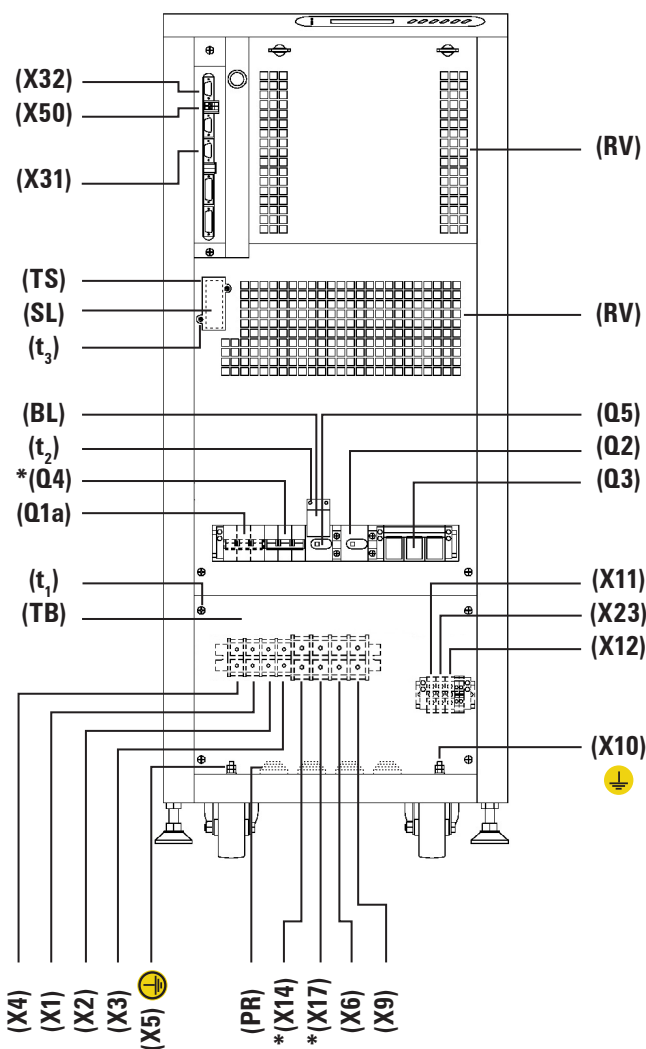 (X32)
(X50)
(X31)
(RV)
(TS)
(SL)
(t3)
(RV)
(BL)
(t2)
*(Q4)
(Q1a)
(Q5)
(Q2)
(Q3)
(t1)
(TB)
(X11)
(X23)
(X12)
(X10)
(X4)
(X1)
(X2)
(X3)
(X5)
(PR)
*(X14)
*(X17)
(X6)
(X9)